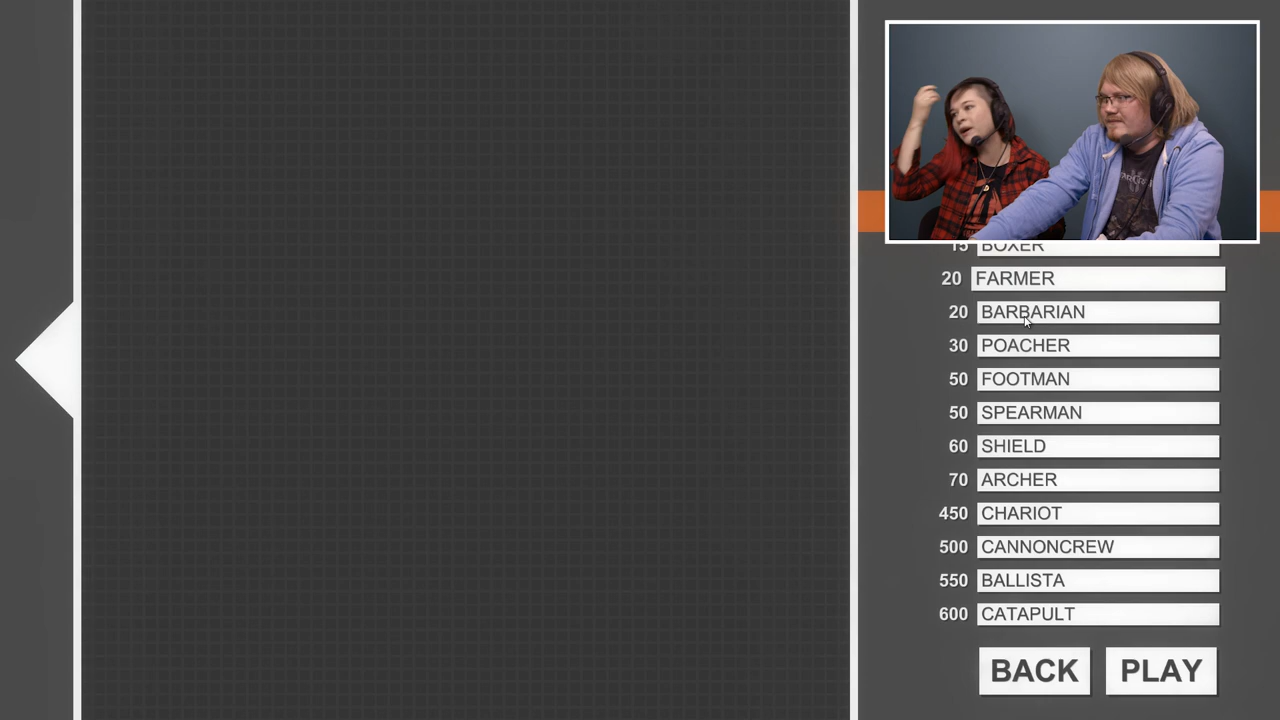 15 BOXER
20 FARMER
20 BARBARIAN
30 POACHER
50 FOOTMAN
50 SPEARMAN
60 SHIELD
70 ARCHER
450 CHARIOT
500 CANNONCREW
550 BALLISTA
600 CATAPULT
BACK PLAY